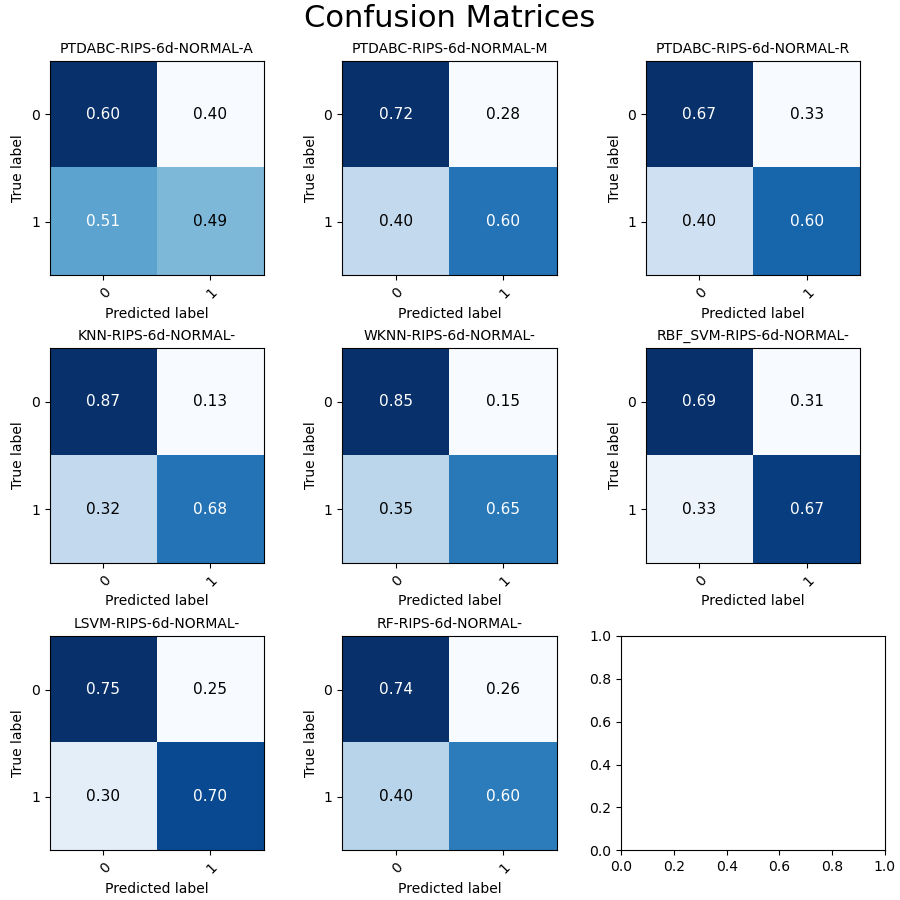 Confusion Matrices
PTDABC-RIPS-6d-NORMAL-A
0.60 0.40
0.51 0.49
0
1
True label
0 1
Predicted label
PTDABC-RIPS-6d-NORMAL-M
0.72 0.28
0.40 0.60
0
1
True label
0 1
Predicted label
PTDABC-RIPS-6d-NORMAL-R
0.67 0.33
0.40 0.60
0
1
True label
0 1
Predicted label
KNN-RIPS-6d-NORMAL-
0.87 0.13
0.32 0.68
0
1
True label
0 1
Predicted label
WKNN-RIPS-6d-NORMAL-
0.85 0.15
0.35 0.65
0
1
True label
0 1
Predicted label
RBF_SVM-RIPS-6d-NORMAL-
0.69 0.31
0.33 0.67
0
1
True label
0 1
Predicted label
LSVM-RIPS-6d-NORMAL-
0.75 0.25
0.30 0.70
0
1
True label
0 1
Predicted label
RF-RIPS-6d-NORMAL-
0.74 0.26
0.40 0.60
0
1
True label
0 1
Predicted label
1.0
0.8
0.6
0.4
0.2
0.0
0.0 0.2 0.4 0.6 0.8 1.0